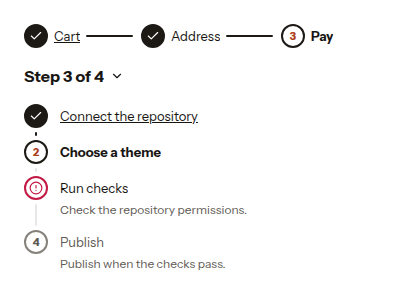 Cart Address 3 Pay
Step 3 of 4
Connect the repository
2 Choose a theme
Run checks
Check the repository permissions.
4 Publish
Publish when the checks pass.